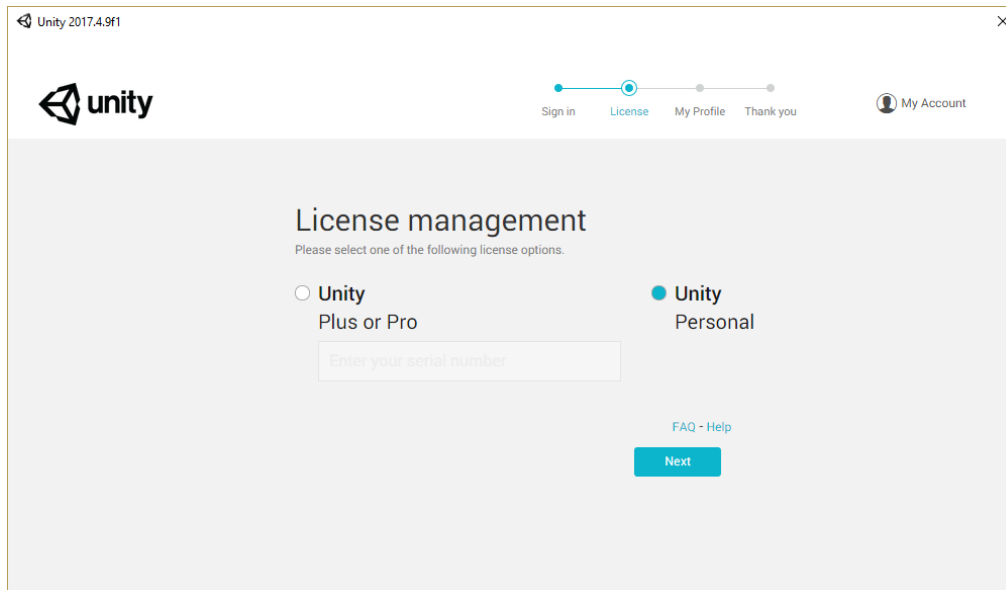 Unity 2017.4.9f1
unity
Sign in License My Profile Thank you
My Account
License management
Please select one of the following license options.
Unity Unity
Plus or Pro Personal
Enter your serial number
FAQ - Help
Next